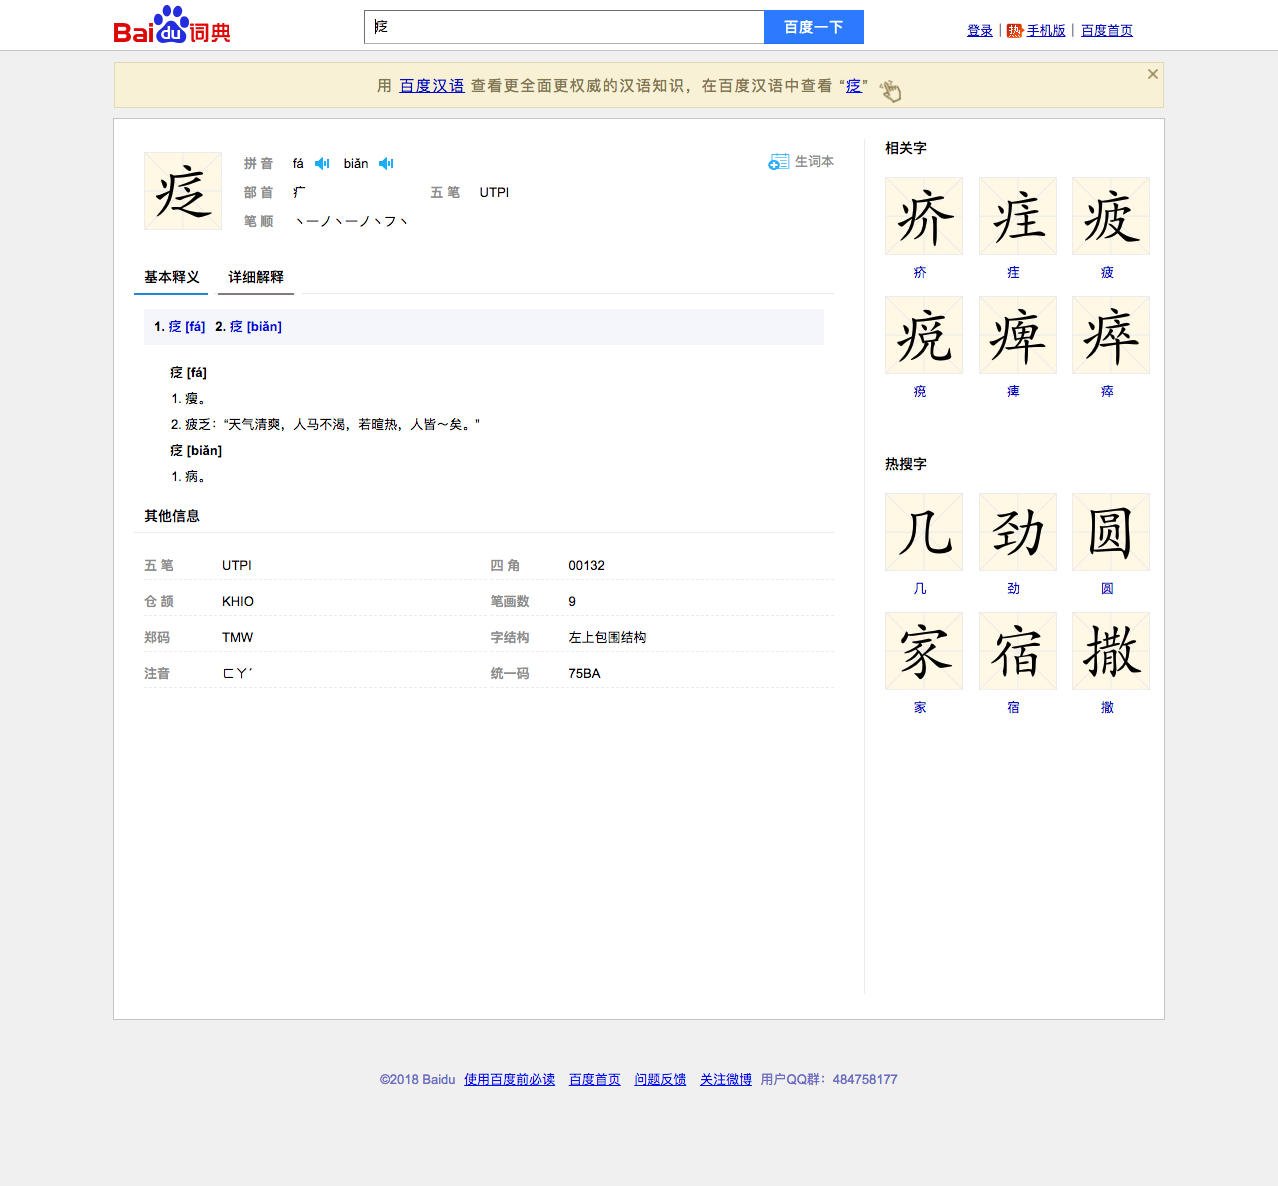 Baidu词典
疺
百度一下
登录 | 热 手机版 | 百度首页
用 百度汉语 查看更全面更权威的汉语知识，在百度汉语中查看 “疺”
疺
拼 音 fá biǎn
生词本
部 首 疒 五 笔 UTPI
笔 顺 丶一ノ丶一ノ丶フ丶
基本释义 详细解释
1. 疺 [fá] 2. 疺 [biǎn]
疺 [fá]
1. 瘦。
2. 疲乏：“天气清爽，人马不渴，若暄热，人皆～矣。”
疺 [biǎn]
1. 病。
其他信息
五 笔 UTPI 四 角 00132
仓 颉 KHIO 笔画数 9
郑码 TMW 字结构 左上包围结构
注音 ㄈㄚˊ 统一码 75BA
相关字
疥 疰 疲
疥 疰 疲
㾌 痺 瘁
㾌 痺 瘁
热搜字
几 劲 圆
几 劲 圆
家 宿 撒
家 宿 撒
©2018 Baidu 使用百度前必读 百度首页 问题反馈 关注微博 用户QQ群：484758177